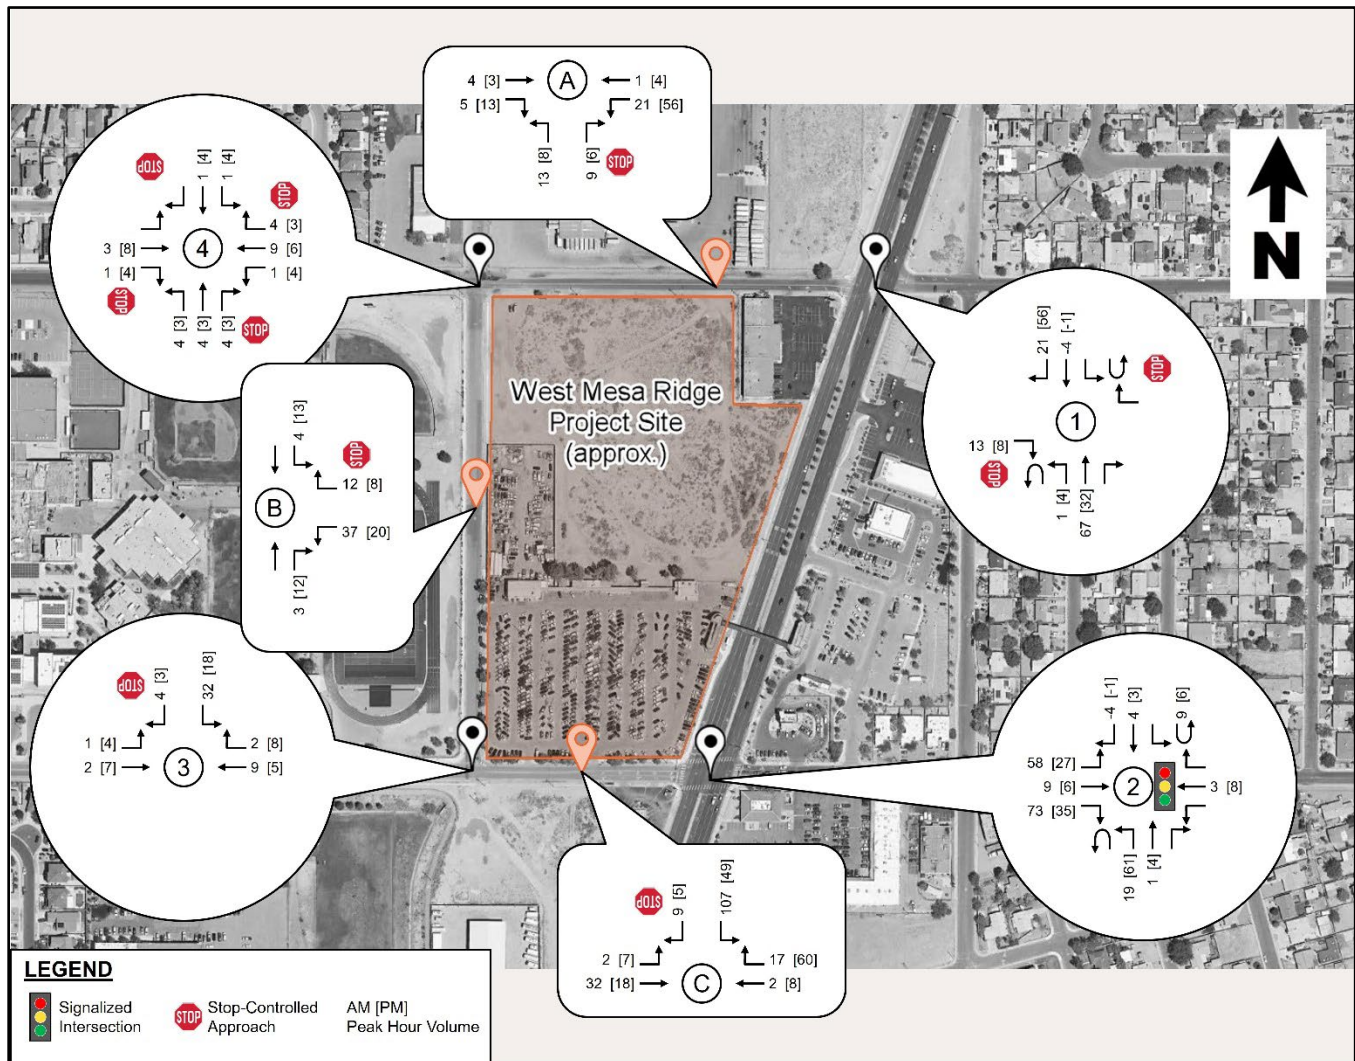 4 [3]
5 [13]
A
1 [4]
21 [56]
13 [8]
9 [6]
STOP
STOP
1 [4]
1 [4]
STOP
4 [3]
3 [8]
4
9 [6]
1 [4]
1 [4]
STOP
4 [3]
4 [3]
4 [3]
STOP
N
21 [56]
-4 [-1]
STOP
1
13 [8]
STOP
1 [4]
67 [32]
West Mesa Ridge
Project Site
(approx.)
4 [13]
STOP
12 [8]
B
37 [20]
3 [12]
STOP
4 [3]
32 [18]
1 [4]
2 [8]
2 [7]
3
9 [5]
-4 [-1]
4 [3]
9 [6]
58 [27]
9 [6]
2
3 [8]
73 [35]
19 [61]
1 [4]
STOP
9 [5]
107 [49]
2 [7]
17 [60]
32 [18]
C
2 [8]
LEGEND
Signalized
Intersection
STOP
Stop-Controlled
Approach
AM [PM]
Peak Hour Volume